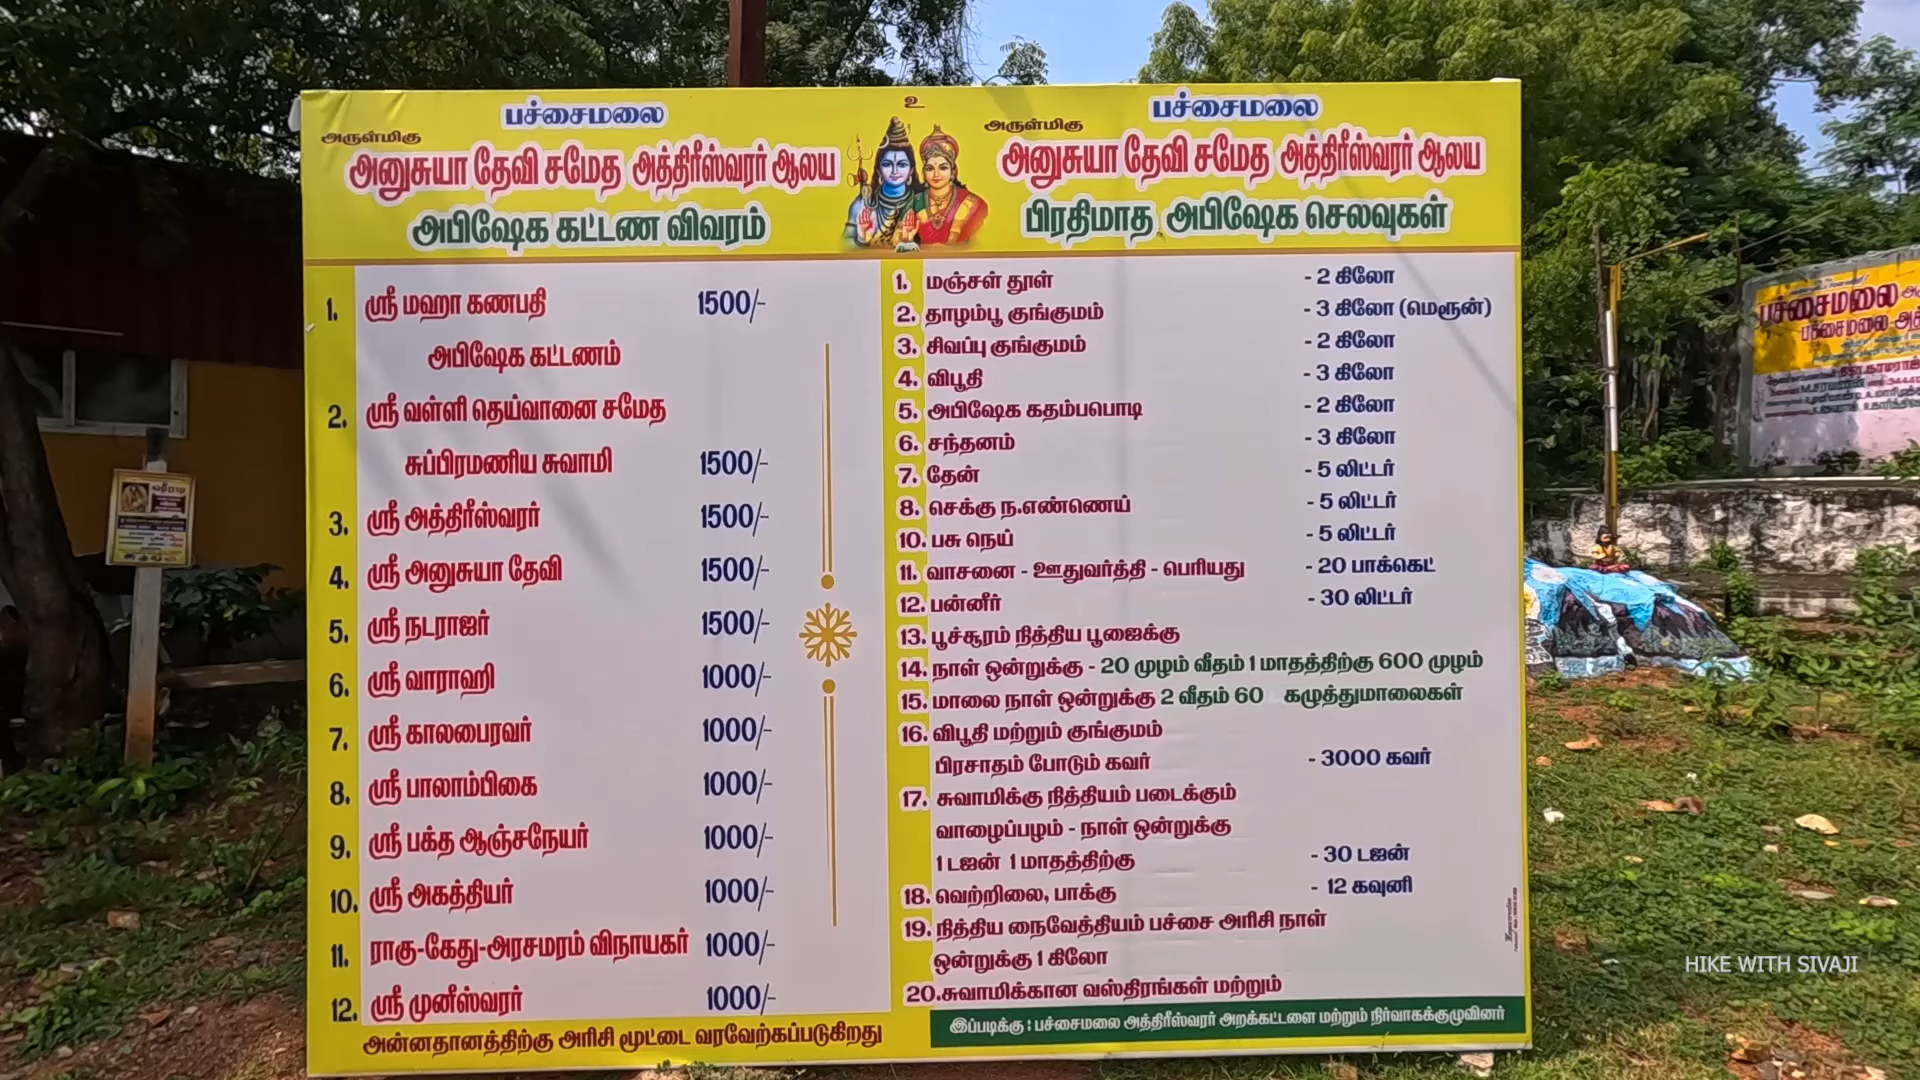 உ
பச்சைமலை
அருள்மிகு
அனுசுயா தேவி சமேத அத்திரீஸ்வரர் ஆலய
அபிஷேக கட்டண விவரம்
1. ஸ்ரீ மஹா கணபதி 1500/-
அபிஷேக கட்டணம்
2. ஸ்ரீ வள்ளி தெய்வானை சமேத
சுப்பிரமணிய சுவாமி 1500/-
3. ஸ்ரீ அத்திரீஸ்வரர் 1500/-
4. ஸ்ரீ அனுசுயா தேவி 1500/-
5. ஸ்ரீ நடராஜர் 1500/-
6. ஸ்ரீ வாராஹி 1000/-
7. ஸ்ரீ காலபைரவர் 1000/-
8. ஸ்ரீ பாலாம்பிகை 1000/-
9. ஸ்ரீ பக்த ஆஞ்சநேயர் 1000/-
10. ஸ்ரீ அகத்தியர் 1000/-
11. ராகு-கேது-அரசமரம் விநாயகர் 1000/-
12. ஸ்ரீ முனீஸ்வரர் 1000/-
அன்னதானத்திற்கு அரிசி மூட்டை வரவேற்கப்படுகிறது
பச்சைமலை
அருள்மிகு
அனுசுயா தேவி சமேத அத்திரீஸ்வரர் ஆலய
பிரதிமாத அபிஷேக செலவுகள்
1. மஞ்சள் தூள் - 2 கிலோ
2. தாழம்பூ குங்குமம் - 3 கிலோ (மெரூன்)
3. சிவப்பு குங்குமம் - 2 கிலோ
4. விபூதி - 3 கிலோ
5. அபிஷேக கதம்பபொடி - 2 கிலோ
6. சந்தனம் - 3 கிலோ
7. தேன் - 5 லிட்டர்
8. செக்கு ந.எண்ணெய் - 5 லிட்டர்
10. பசு நெய் - 5 லிட்டர்
11. வாசனை - ஊதுவர்த்தி - பெரியது - 20 பாக்கெட்
12. பன்னீர் - 30 லிட்டர்
13. பூச்சூரம் நித்திய பூஜைக்கு
14. நாள் ஒன்றுக்கு - 20 முழம் வீதம் 1 மாதத்திற்கு 600 முழம்
15. மாலை நாள் ஒன்றுக்கு 2 வீதம் 60 கழுத்துமாலைகள்
16. விபூதி மற்றும் குங்குமம்
பிரசாதம் போடும் கவர் - 3000 கவர்
17. சுவாமிக்கு நித்தியம் படைக்கும்
வாழைப்பழம் - நாள் ஒன்றுக்கு
1 டஜன் 1 மாதத்திற்கு - 30 டஜன்
18. வெற்றிலை, பாக்கு - 12 கவுனி
19. நித்திய நைவேத்தியம் பச்சை அரிசி நாள்
ஒன்றுக்கு 1 கிலோ
20. சுவாமிக்கான வஸ்திரங்கள் மற்றும்
இப்படிக்கு : பச்சைமலை அத்திரீஸ்வரர் அறக்கட்டளை மற்றும் நிர்வாகக்குழுவினர்
பச்சைமலை
HIKE WITH SIVAJI